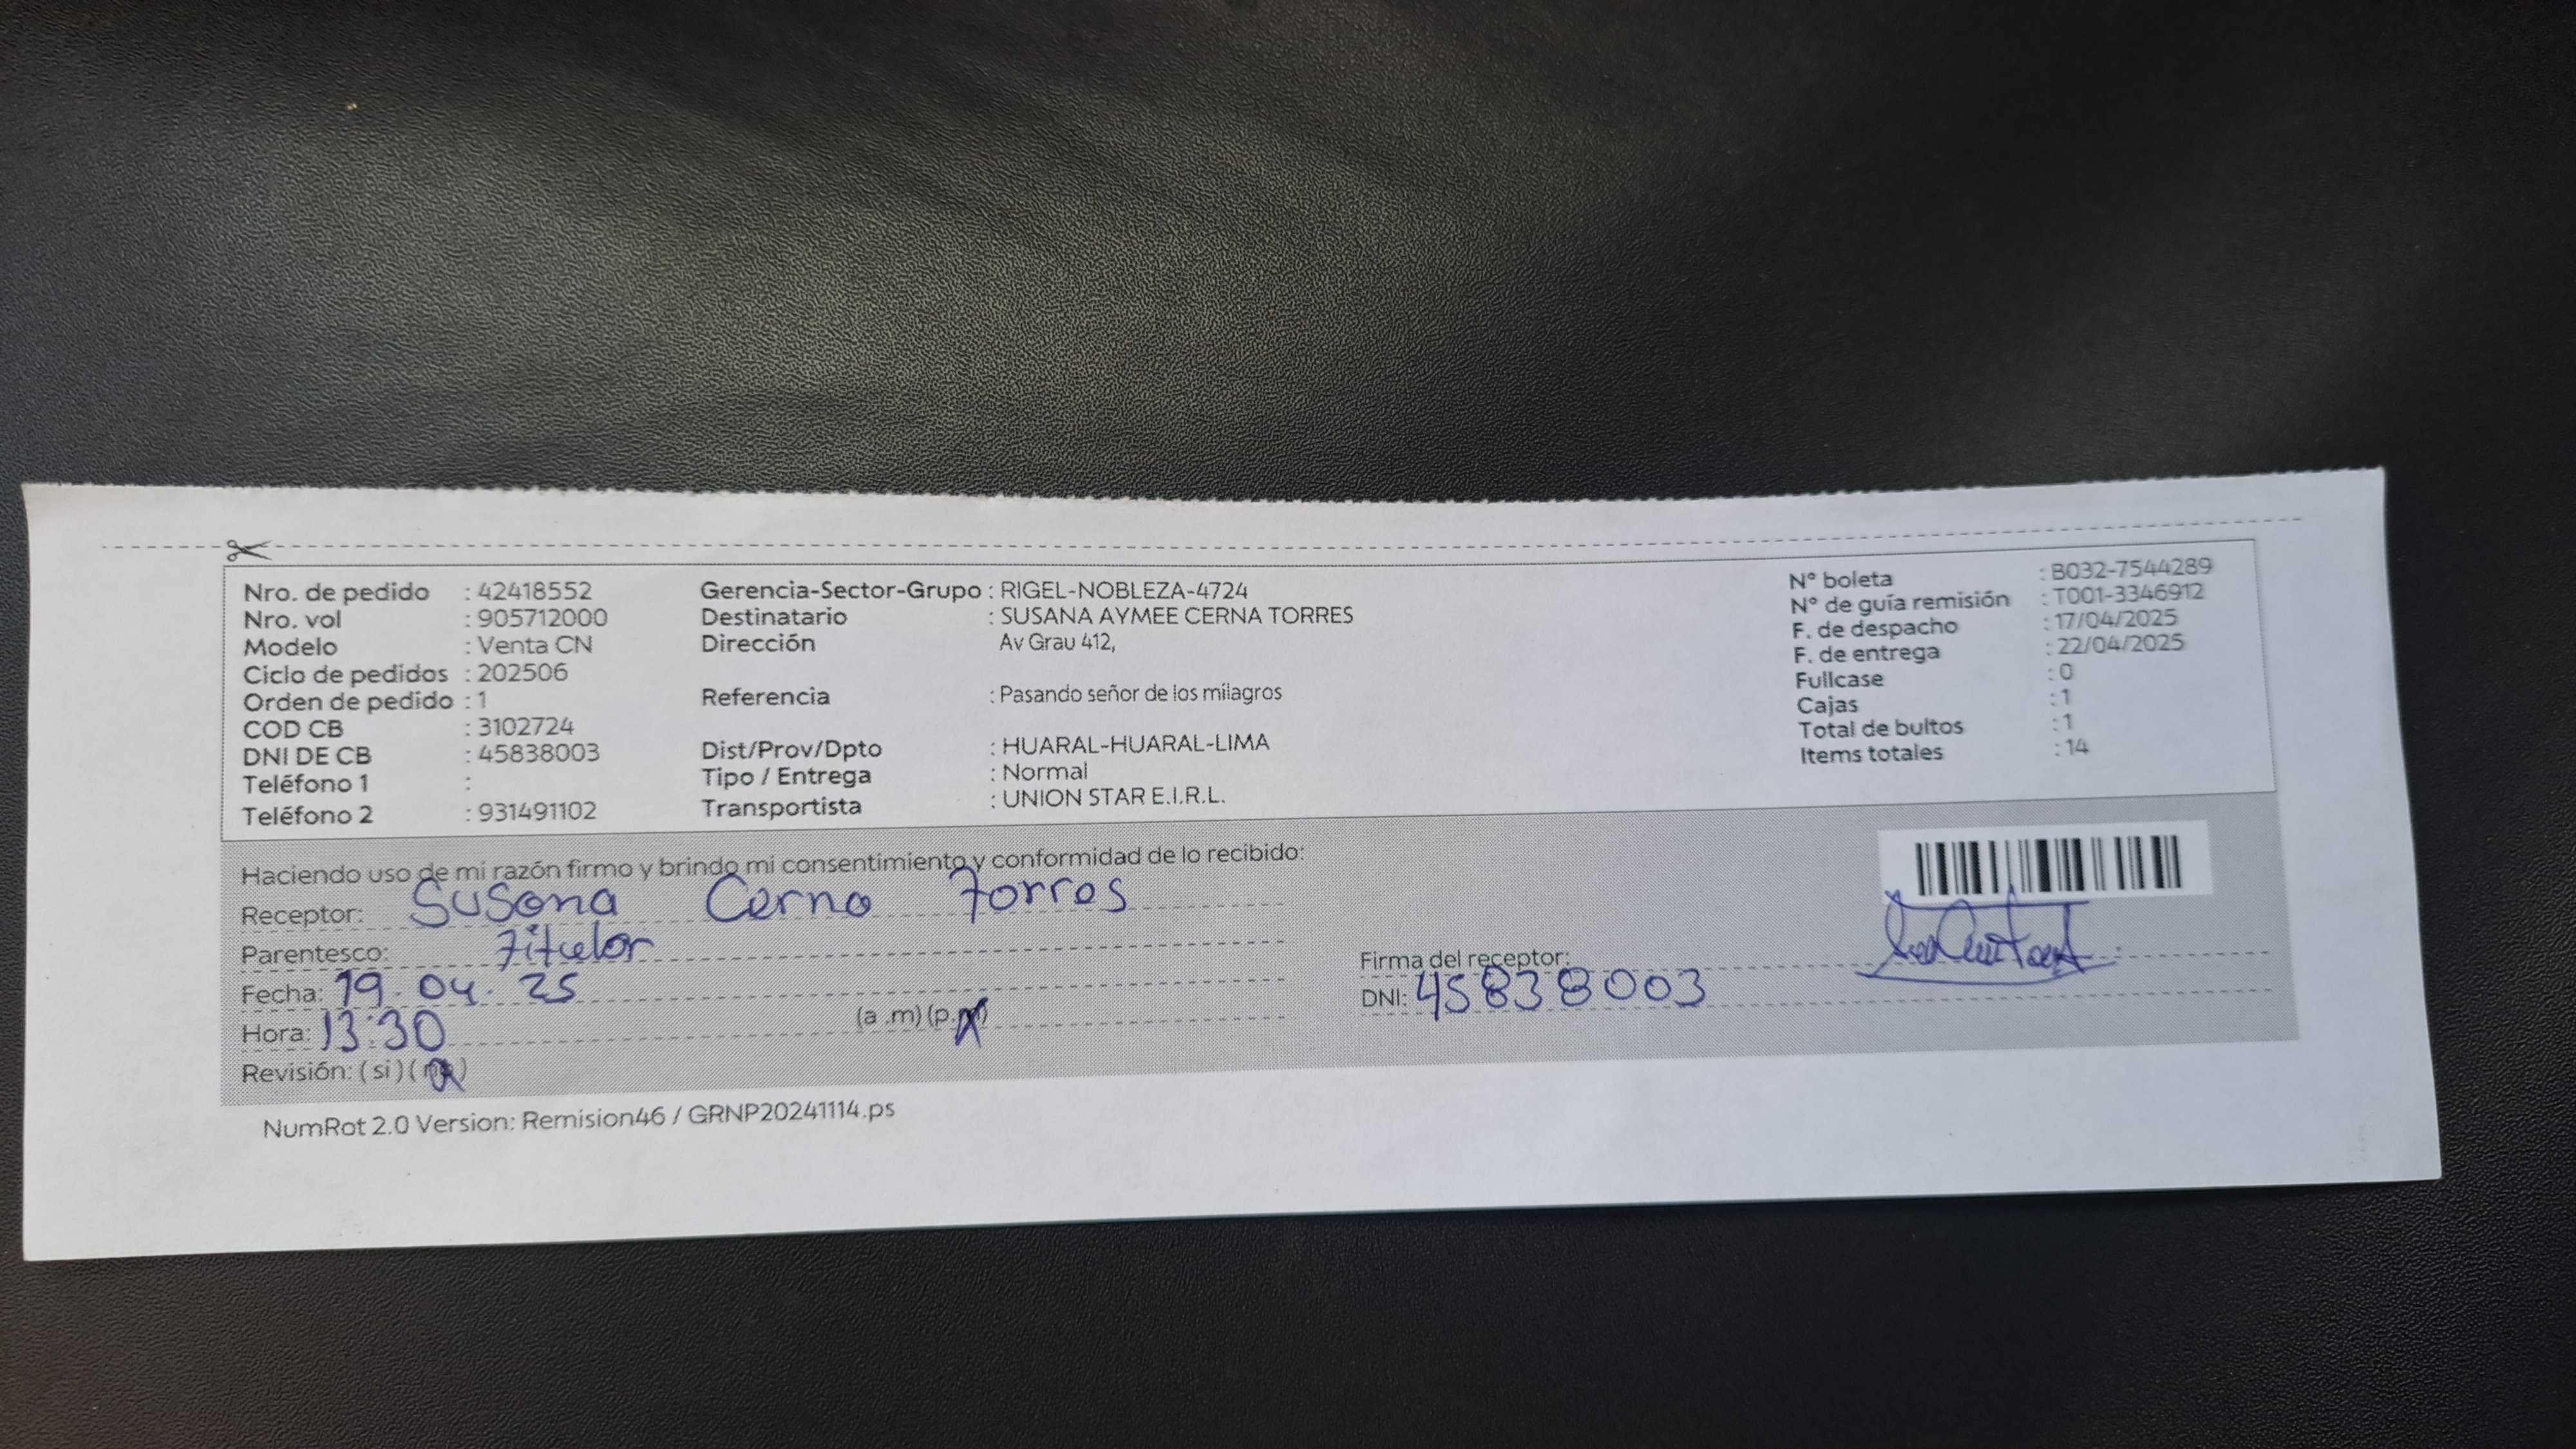 Nro. de pedido : 42418552
Nro. vol : 905712000
Modelo : Venta CN
Ciclo de pedidos : 202506
Orden de pedido : 1
COD CB : 3102724
DNI DE CB : 45838003
Teléfono 1 :
Teléfono 2 : 931491102
Gerencia-Sector-Grupo : RIGEL-NOBLEZA-4724
Destinatario : SUSANA AYMEE CERNA TORRES
Dirección Av Grau 412,
Referencia : Pasando señor de los milagros
Dist/Prov/Dpto : HUARAL-HUARAL-LIMA
Tipo / Entrega : Normal
Transportista : UNION STAR E.I.R.L.
N° boleta : B032-7544289
N° de guía remisión : T001-3346912
F. de despacho : 17/04/2025
F. de entrega : 22/04/2025
Fullcase : 0
Cajas : 1
Total de bultos : 1
Items totales : 14
Haciendo uso de mi razón firmo y brindo mi consentimiento y conformidad de lo recibido:
Receptor: Susana Cerna Torres
Parentesco: Titular
Fecha: 19-04-25
Hora: 13:30 (a .m) (p.m)
Revisión: ( si ) ( no )
Firma del receptor:
DNI: 45838003
NumRot 2.0 Version: Remision46 / GRNP20241114.ps